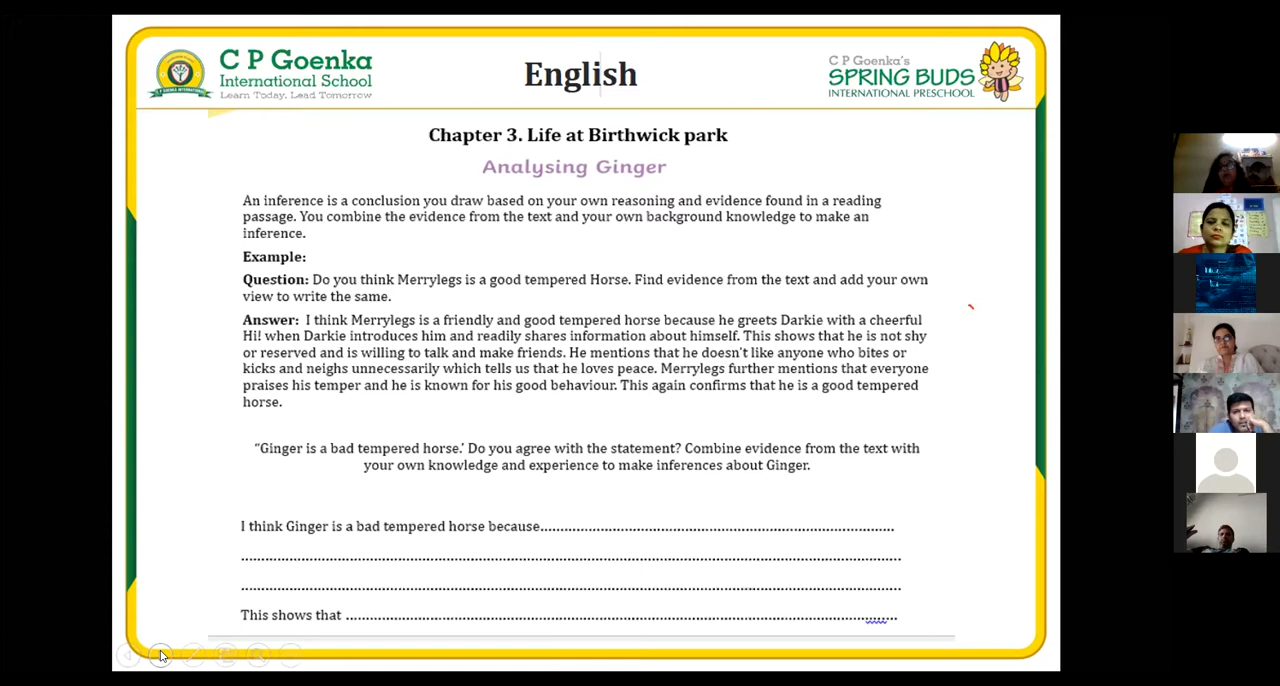 C P Goenka
International School
Learn Today, Lead Tomorrow
English
C P Goenka's
SPRING BUDS
INTERNATIONAL PRESCHOOL
Chapter 3. Life at Birthwick park
Analysing Ginger
An inference is a conclusion you draw based on your own reasoning and evidence found in a reading
passage. You combine the evidence from the text and your own background knowledge to make an
inference.
Example:
Question: Do you think Merrylegs is a good tempered Horse. Find evidence from the text and add your own
view to write the same.
Answer: I think Merrylegs is a friendly and good tempered horse because he greets Darkie with a cheerful
Hi! when Darkie introduces him and readily shares information about himself. This shows that he is not shy
or reserved and is willing to talk and make friends. He mentions that he doesn't like anyone who bites or
kicks and neighs unnecessarily which tells us that he loves peace. Merrylegs further mentions that everyone
praises his temper and he is known for his good behaviour. This again confirms that he is a good tempered
horse.
"Ginger is a bad tempered horse.' Do you agree with the statement? Combine evidence from the text with
your own knowledge and experience to make inferences about Ginger.
I think Ginger is a bad tempered horse because......................................................................................
..............................................................................................................................................................
..............................................................................................................................................................
This shows that ....................................................................................................................................